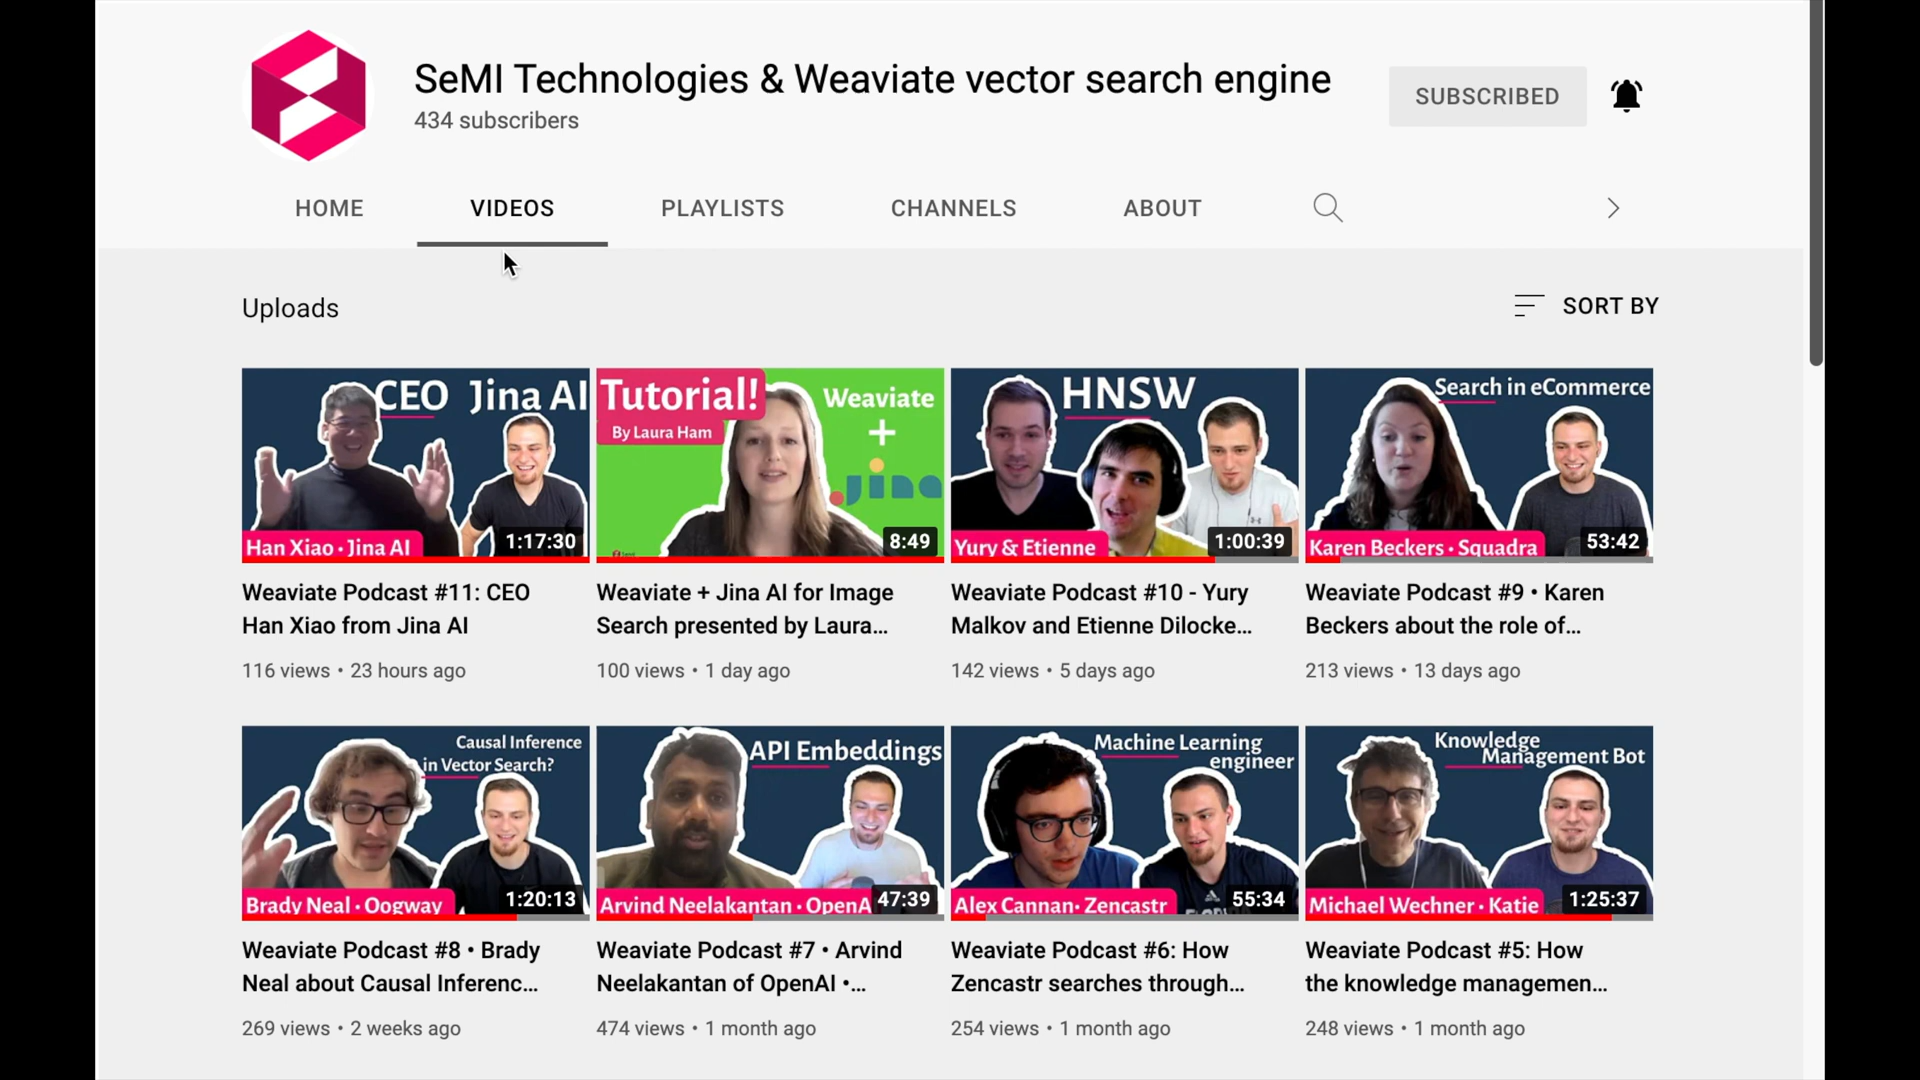 SeMI Technologies & Weaviate vector search engine
434 subscribers
SUBSCRIBED
HOME
VIDEOS
PLAYLISTS
CHANNELS
ABOUT
Uploads
SORT BY
CEO Jina AI
Han Xiao • Jina AI
1:17:30
Weaviate Podcast #11: CEO
Han Xiao from Jina AI
116 views • 23 hours ago
Tutorial!
By Laura Ham
Weaviate
+
jina
8:49
Weaviate + Jina AI for Image
Search presented by Laura...
100 views • 1 day ago
HNSW
Yury & Etienne
1:00:39
Weaviate Podcast #10 - Yury
Malkov and Etienne Dilocke...
142 views • 5 days ago
Search in eCommerce
Karen Beckers • Squadra
53:42
Weaviate Podcast #9 • Karen
Beckers about the role of...
213 views • 13 days ago
Causal Inference
in Vector Search?
Brady Neal • Oogway
1:20:13
Weaviate Podcast #8 • Brady
Neal about Causal Inferenc...
269 views • 2 weeks ago
API Embeddings
Arvind Neelakantan • OpenA
47:39
Weaviate Podcast #7 • Arvind
Neelakantan of OpenAI •...
474 views • 1 month ago
Machine Learning
engineer
Alex Cannan• Zencastr
55:34
Weaviate Podcast #6: How
Zencastr searches through...
254 views • 1 month ago
Knowledge
Management Bot
Michael Wechner • Katie
1:25:37
Weaviate Podcast #5: How
the knowledge managemen...
248 views • 1 month ago